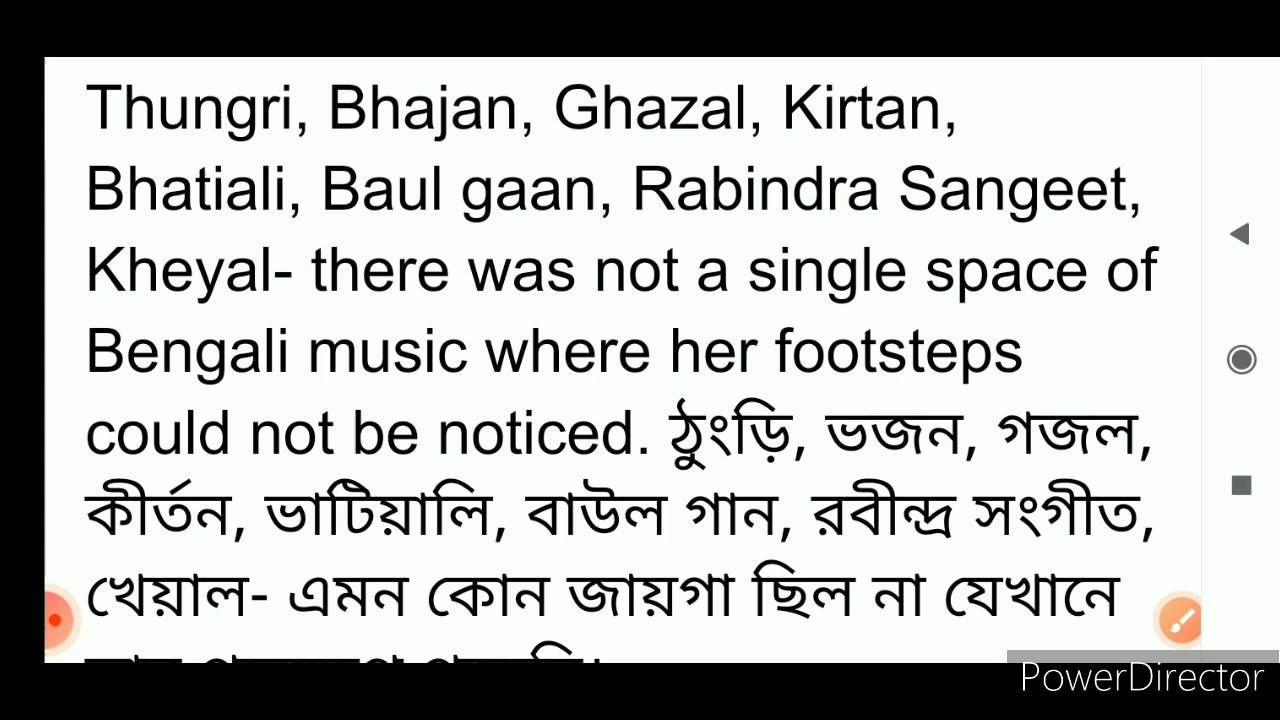 Thungri, Bhajan, Ghazal, Kirtan,
Bhatiali, Baul gaan, Rabindra Sangeet,
Kheyal- there was not a single space of
Bengali music where her footsteps
could not be noticed. ঠুংড়ি, ভজন, গজল,
কীর্তন, ভাটিয়ালি, বাউল গান, রবীন্দ্র সংগীত,
খেয়াল- এমন কোন জায়গা ছিল না যেখানে
PowerDirector